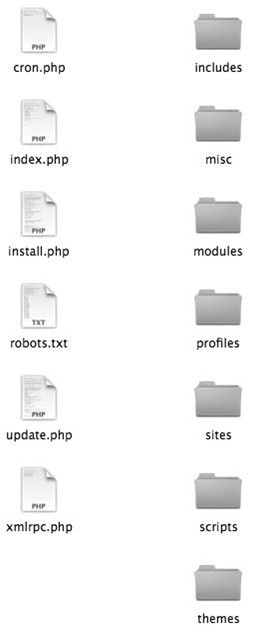 PHP
cron.php
includes
PHP
index.php
misc
PHP
install.php
modules
TXT
robots.txt
profiles
PHP
update.php
sites
PHP
xmlrpc.php
scripts
themes